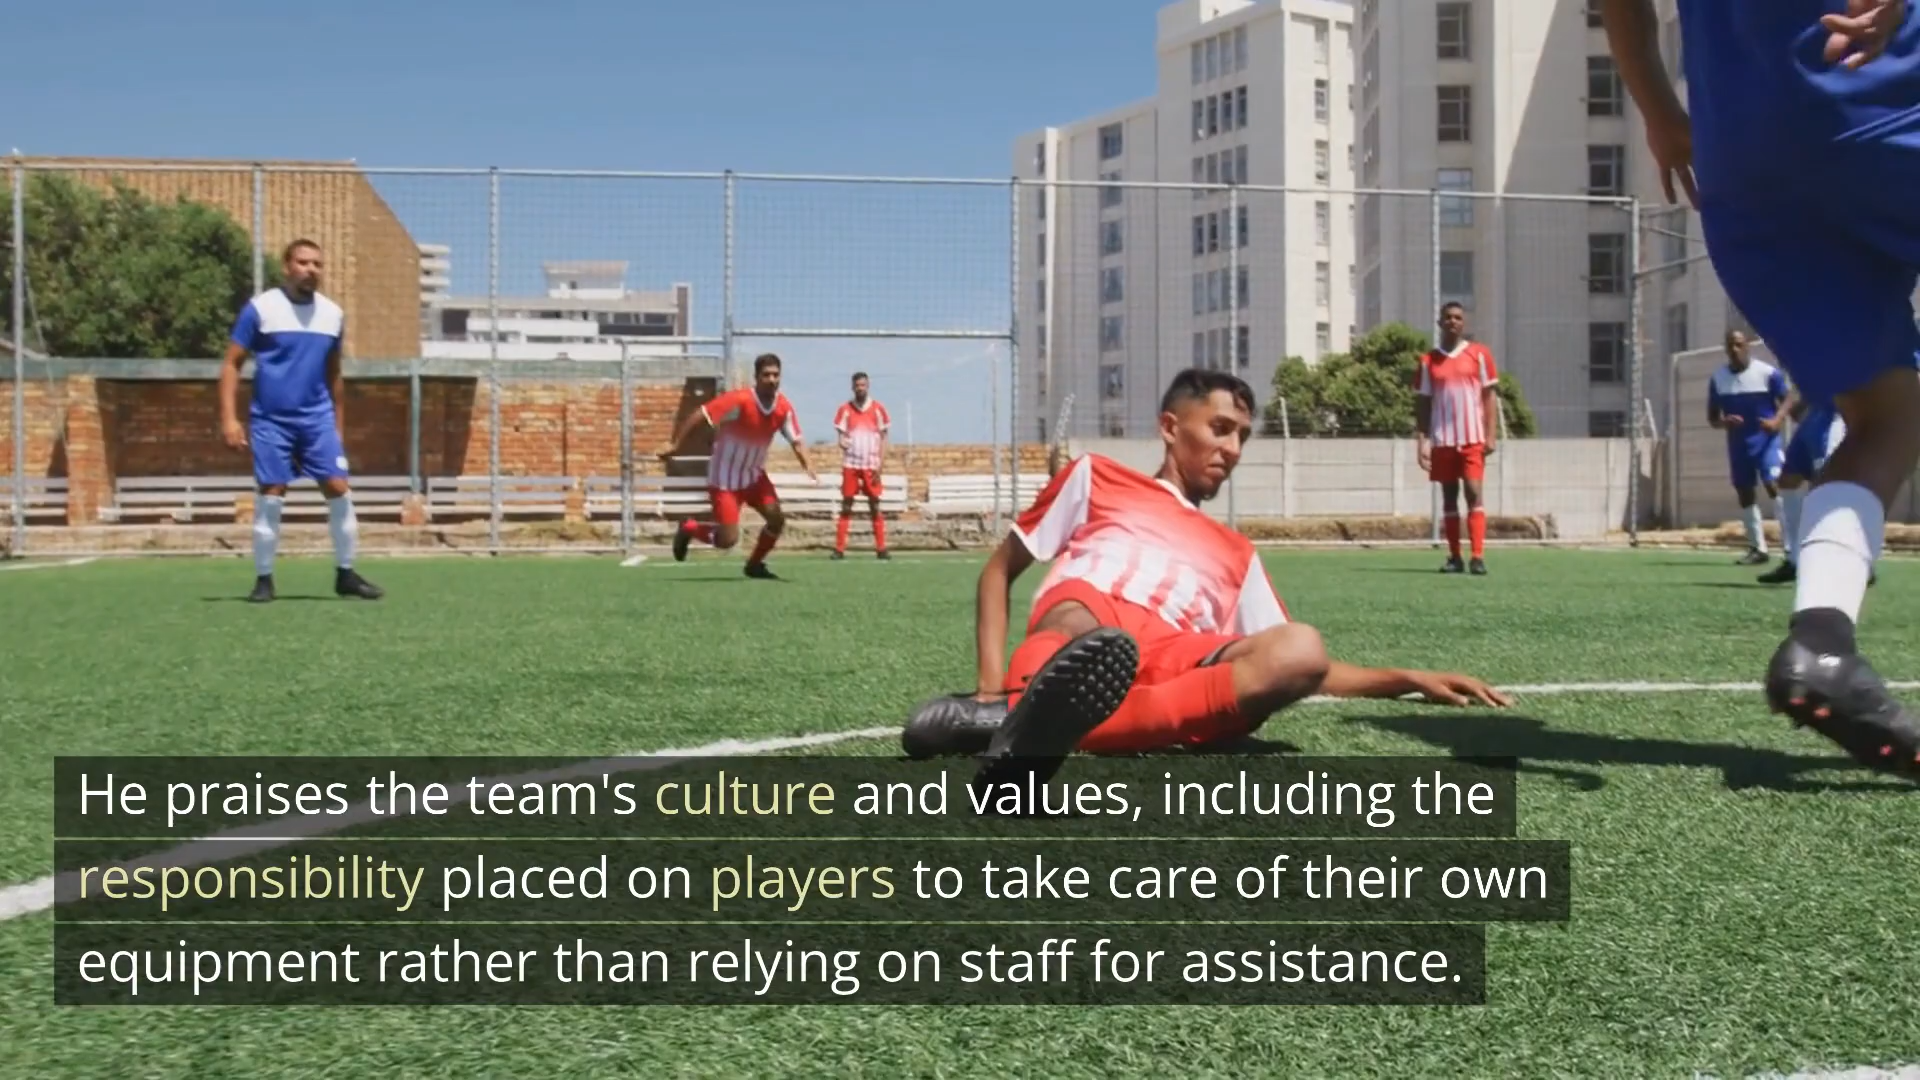 He praises the team's culture and values, including the
responsibility placed on players to take care of their own
equipment rather than relying on staff for assistance.